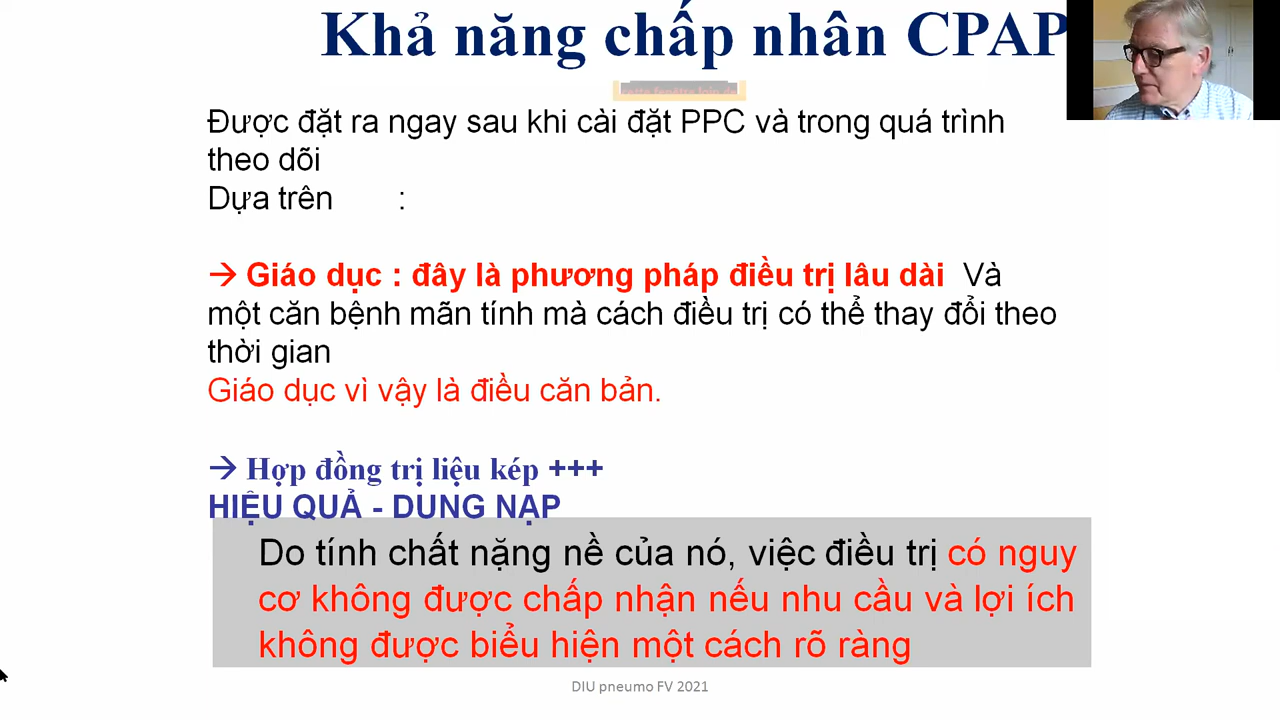 Khả năng chấp nhân CPAP
Được đặt ra ngay sau khi cài đặt PPC và trong quá trình
theo dõi
Dựa trên :
→ Giáo dục : đây là phương pháp điều trị lâu dài Và
một căn bệnh mãn tính mà cách điều trị có thể thay đổi theo
thời gian
Giáo dục vì vậy là điều căn bản.
→ Hợp đồng trị liệu kép +++
HIỆU QUẢ - DUNG NẠP
Do tính chất nặng nề của nó, việc điều trị có nguy
cơ không được chấp nhận nếu nhu cầu và lợi ích
không được biểu hiện một cách rõ ràng
DIU pneumo FV 2021